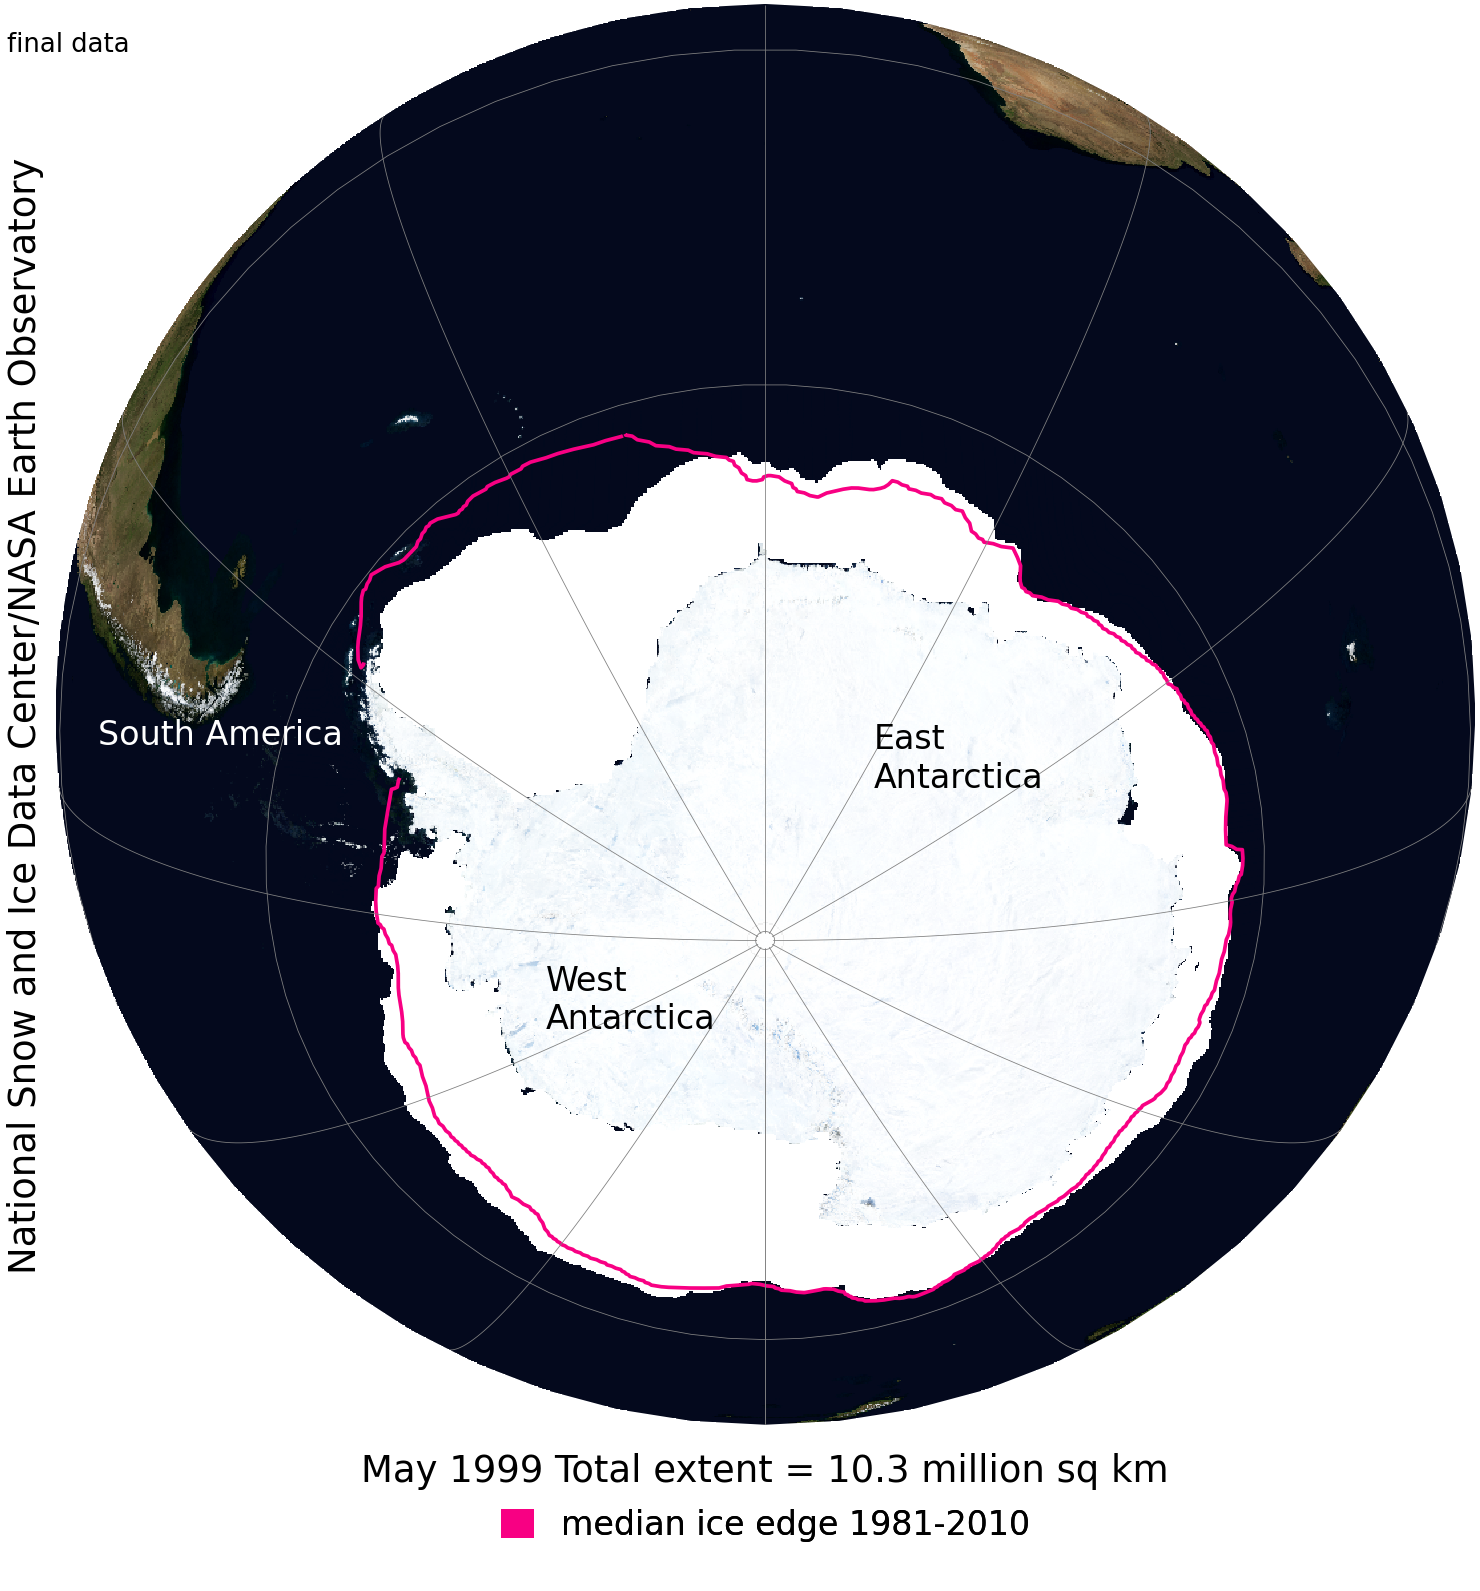 final data
National Snow and Ice Data Center/NASA Earth Observatory
South America
East
Antarctica
West
Antarctica
May 1999 Total extent = 10.3 million sq km
median ice edge 1981-2010